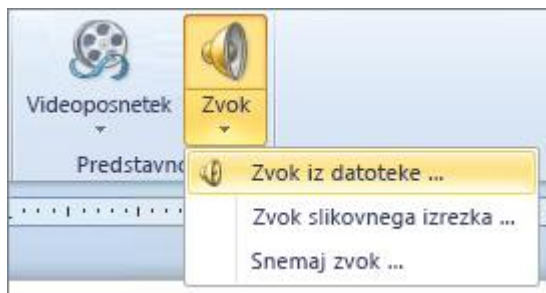 Videoposnetek
Zvok
Zvok iz datoteke ...
Zvok slikovnega izrezka ...
Snemaj zvok ...